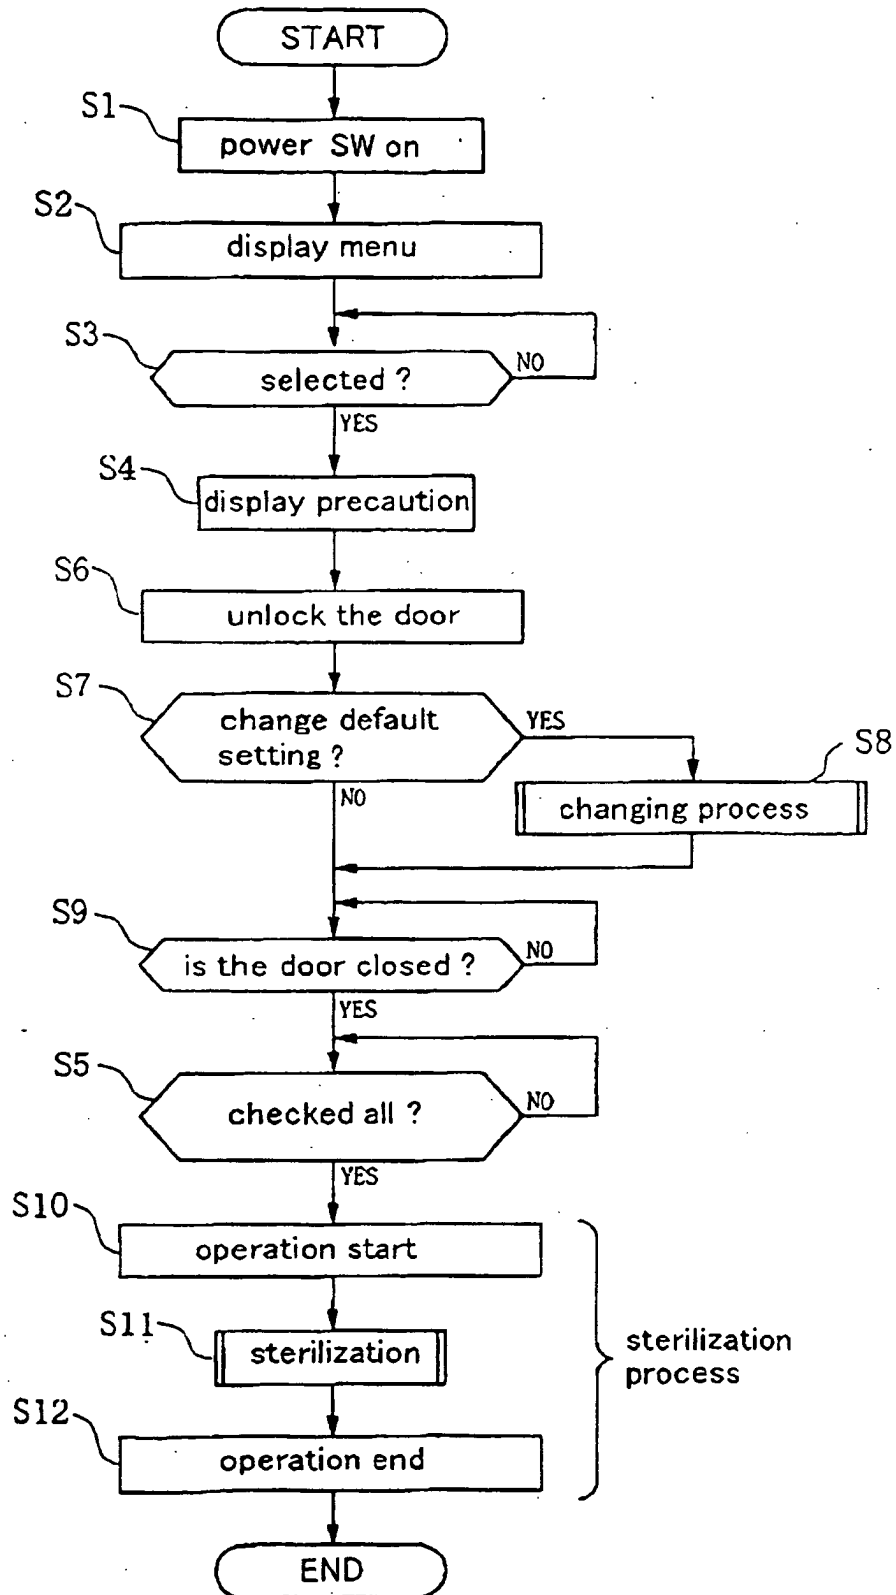 START
S1
power SW on
S2
display menu
S3
selected ?
NO
YES
S4
display precaution
S6
unlock the door
S7
change default
setting ?
YES
NO
S8
changing process
S9
is the door closed ?
NO
YES
S5
checked all ?
NO
YES
S10
operation start
S11
sterilization
S12
operation end
sterilization
process
END